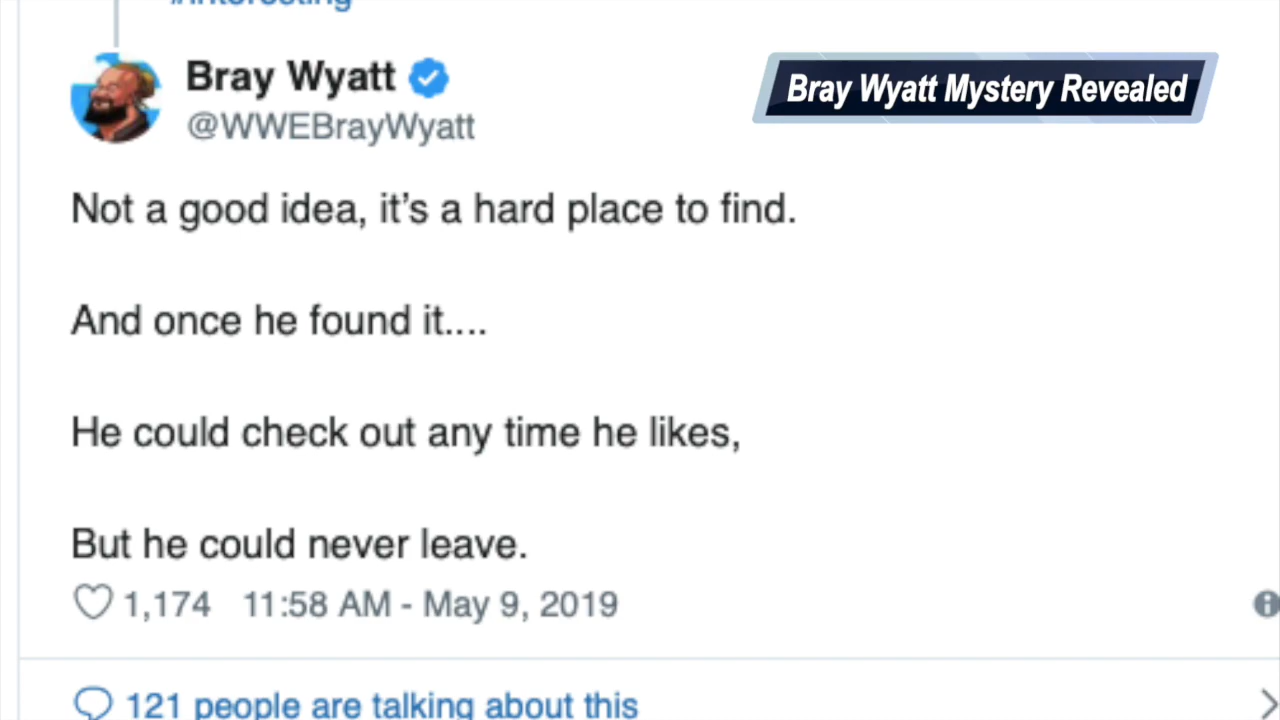 #interesting
Bray Wyatt
@WWEBrayWyatt
Bray Wyatt Mystery Revealed
Not a good idea, it’s a hard place to find.
And once he found it....
He could check out any time he likes,
But he could never leave.
1,174 11:58 AM - May 9, 2019
121 people are talking about this